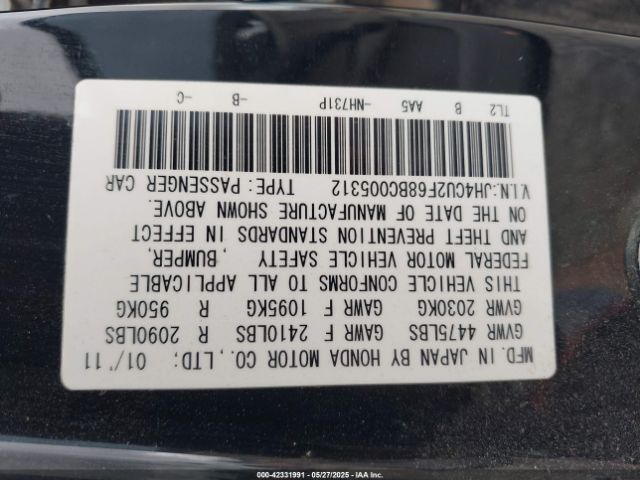 MFD. IN JAPAN BY HONDA MOTOR CO., LTD; 01/'11
GVWR 4475LBS GAWR F 2410LBS R 2090LBS
GVWR 2030KG GAWR F 1095KG R 950KG
THIS VEHICLE CONFORMS TO ALL APPLICABLE
FEDERAL MOTOR VEHICLE SAFETY , BUMPER,
AND THEFT PREVENTION STANDARDS IN EFFECT
ON THE DATE OF MANUFACTURE SHOWN ABOVE.
V.I.N:JH4CU2F68BC005312 TYPE:PASSENGER CAR
TL2 B AA5 -NH731P -B- -C
000-42331991 05/27/2025 IAA Inc.